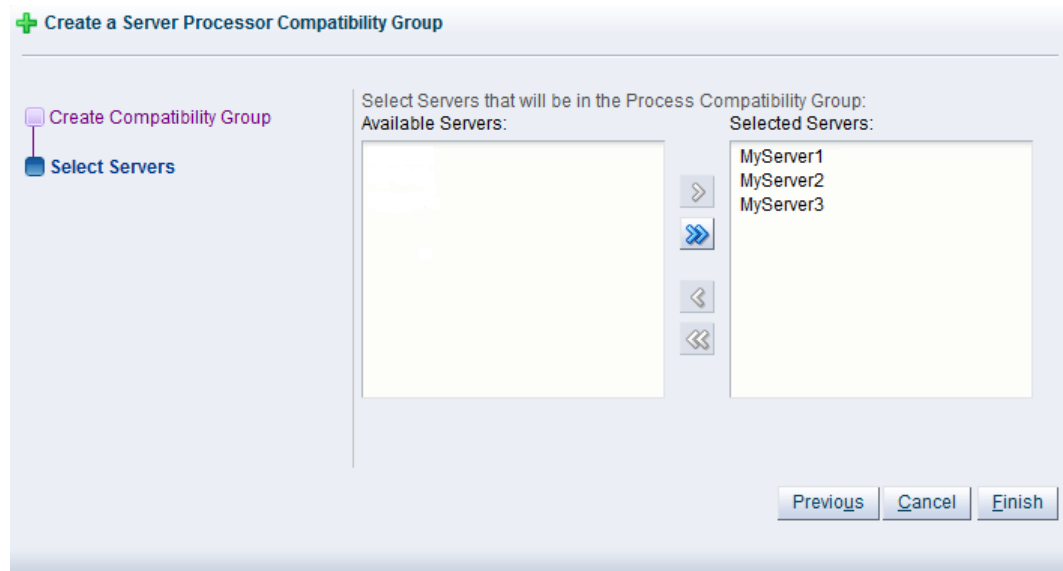 Create a Server Processor Compatibility Group
Create Compatibility Group
Select Servers
Select Servers that will be in the Process Compatibility Group:
Available Servers:
Selected Servers:
MyServer1
MyServer2
MyServer3
Previous
Cancel
Finish